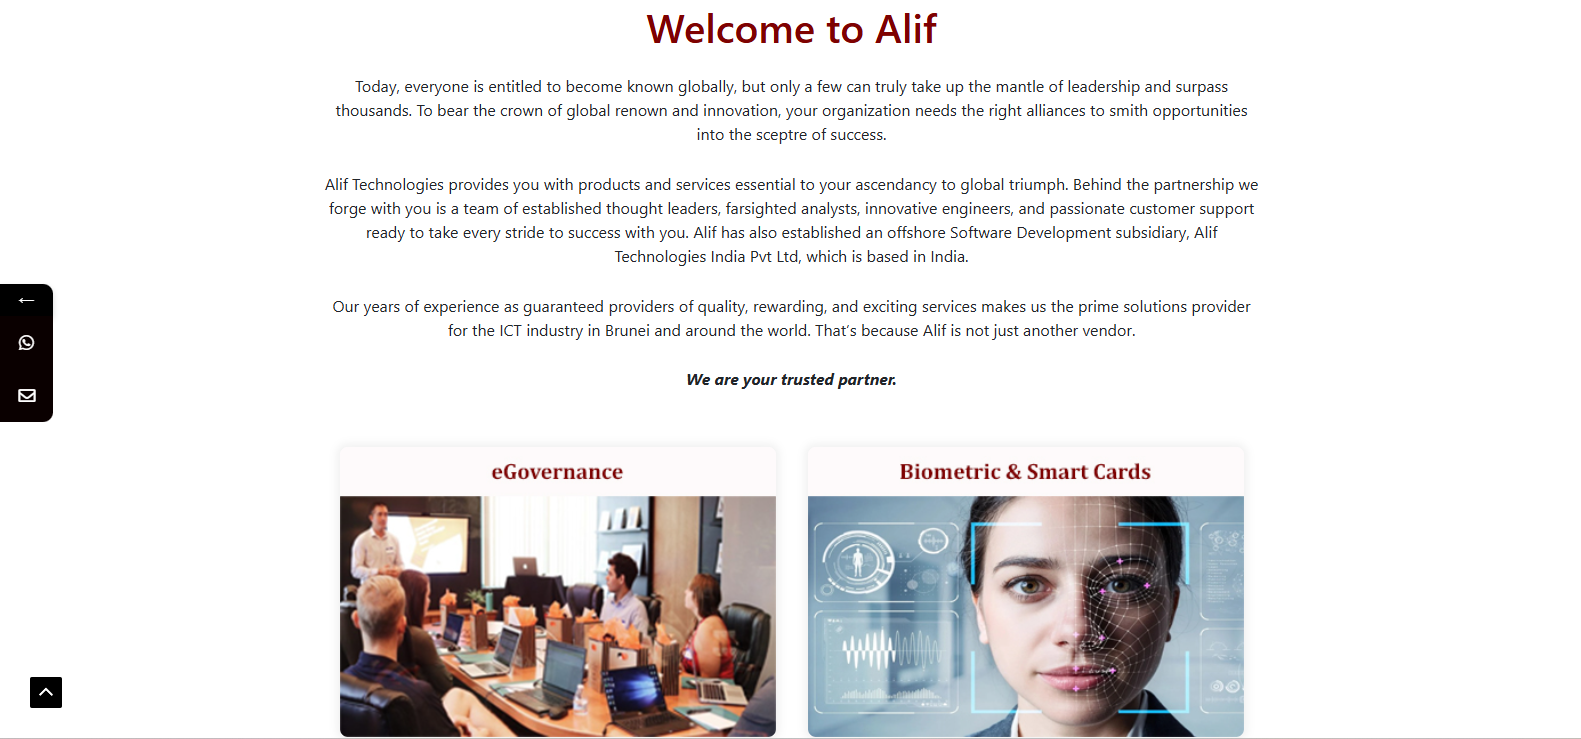 Welcome to Alif
Today, everyone is entitled to become known globally, but only a few can truly take up the mantle of leadership and surpass
thousands. To bear the crown of global renown and innovation, your organization needs the right alliances to smith opportunities
into the sceptre of success.
Alif Technologies provides you with products and services essential to your ascendancy to global triumph. Behind the partnership we
forge with you is a team of established thought leaders, farsighted analysts, innovative engineers, and passionate customer support
ready to take every stride to success with you. Alif has also established an offshore Software Development subsidiary, Alif
Technologies India Pvt Ltd, which is based in India.
Our years of experience as guaranteed providers of quality, rewarding, and exciting services makes us the prime solutions provider
for the ICT industry in Brunei and around the world. That's because Alif is not just another vendor.
We are your trusted partner.
eGovernance
Biometric & Smart Cards